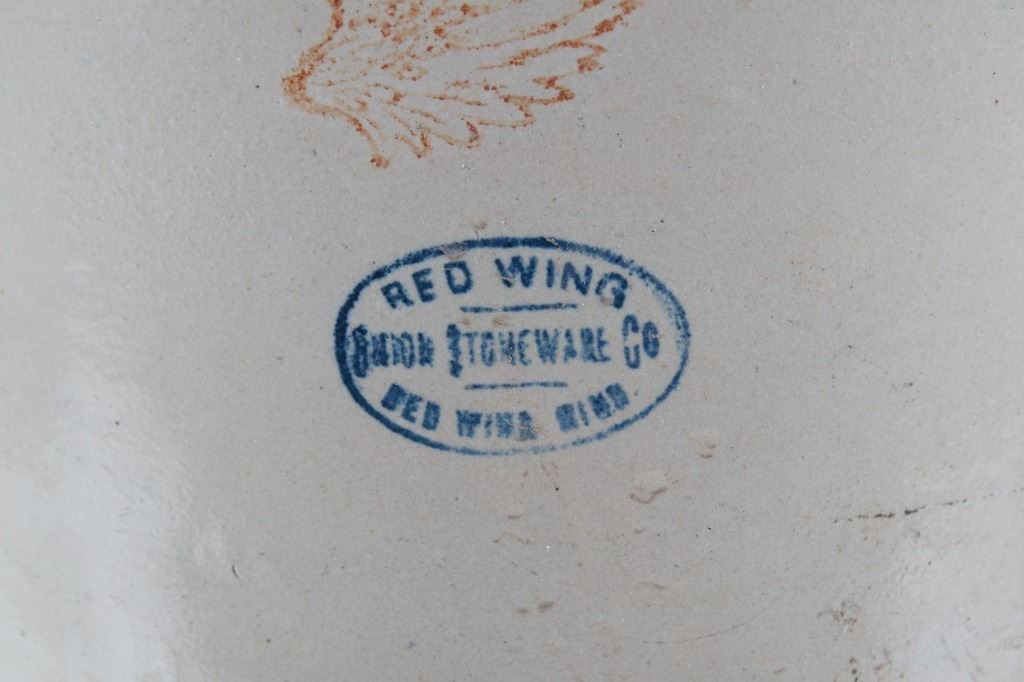 RED WING
UNION STONEWARE CO
RED WING, MINN.